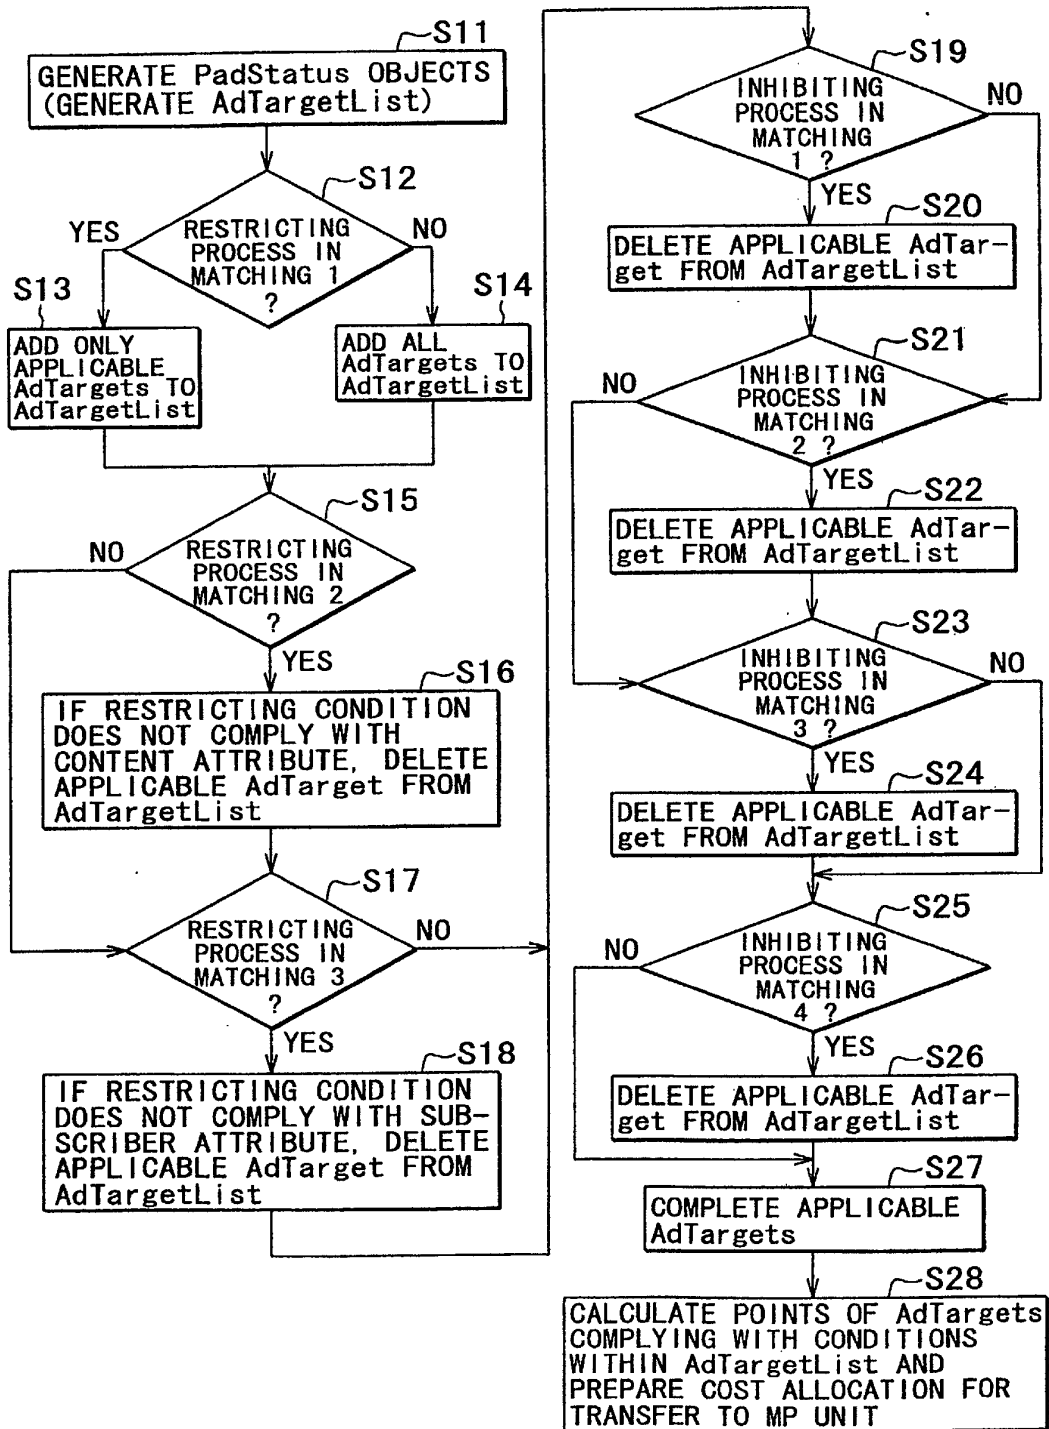 S11
GENERATE PadStatus OBJECTS
(GENERATE AdTargetList)
S12
YES
NO
RESTRICTING
PROCESS IN
MATCHING 1
?
S13
ADD ONLY
APPLICABLE
AdTargets TO
AdTargetList
S14
ADD ALL
AdTargets TO
AdTargetList
S15
NO
RESTRICTING
PROCESS IN
MATCHING 2
?
YES
S16
IF RESTRICTING CONDITION
DOES NOT COMPLY WITH
CONTENT ATTRIBUTE, DELETE
APPLICABLE AdTarget FROM
AdTargetList
S17
RESTRICTING
PROCESS IN
MATCHING 3
?
NO
YES
S18
IF RESTRICTING CONDITION
DOES NOT COMPLY WITH SUB-
SCRIBER ATTRIBUTE, DELETE
APPLICABLE AdTarget FROM
AdTargetList
S19
INHIBITING
PROCESS IN
MATCHING
1 ?
NO
YES
S20
DELETE APPLICABLE AdTar-
get FROM AdTargetList
S21
NO
INHIBITING
PROCESS IN
MATCHING
2 ?
YES
S22
DELETE APPLICABLE AdTar-
get FROM AdTargetList
S23
INHIBITING
PROCESS IN
MATCHING
3 ?
NO
YES
S24
DELETE APPLICABLE AdTar-
get FROM AdTargetList
S25
NO
INHIBITING
PROCESS IN
MATCHING
4 ?
YES
S26
DELETE APPLICABLE AdTar-
get FROM AdTargetList
S27
COMPLETE APPLICABLE
AdTargets
S28
CALCULATE POINTS OF AdTargets
COMPLYING WITH CONDITIONS
WITHIN AdTargetList AND
PREPARE COST ALLOCATION FOR
TRANSFER TO MP UNIT